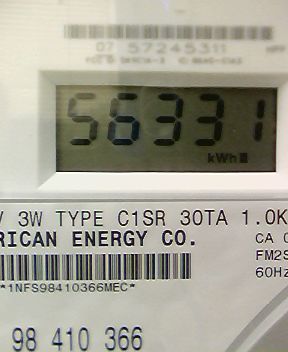 07 57245311
56331
kWh
V 3W TYPE C1SR 30TA 1.0K
RICAN ENERGY CO.
CA
FM2S
60Hz
*1NFS98410366MEC*
98 410 366